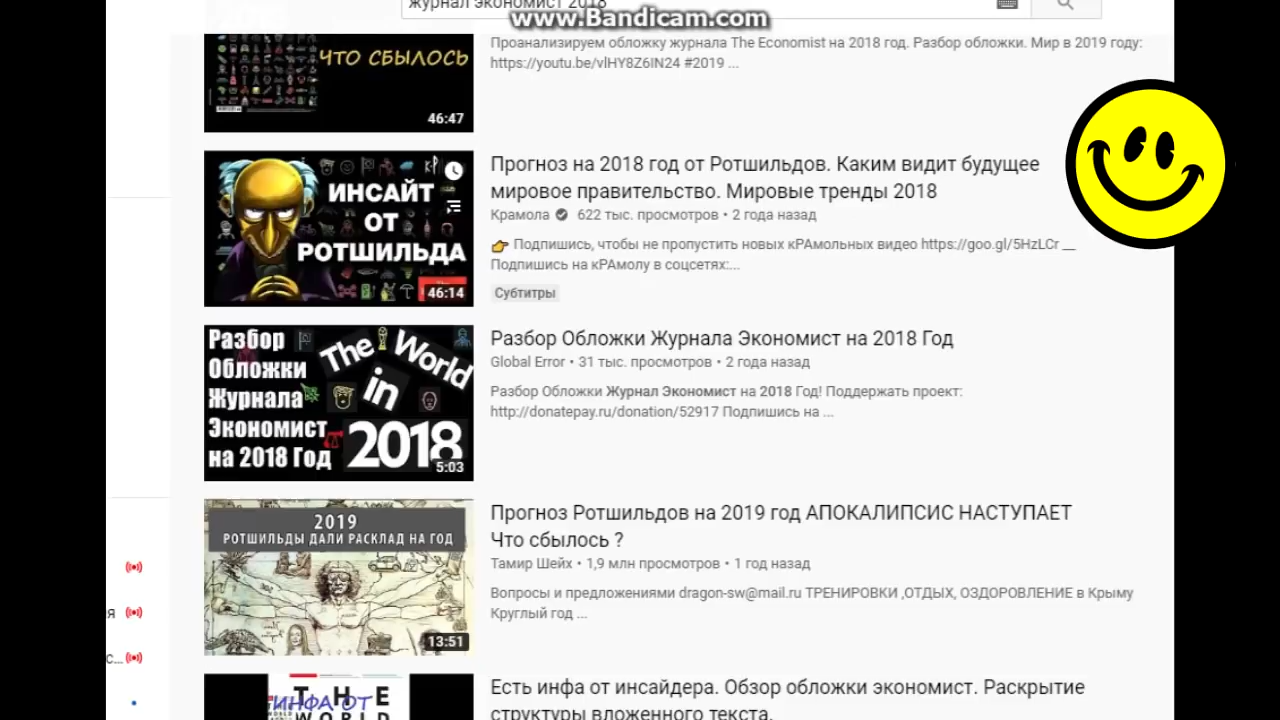 журнал экономист 2018
www.Bandicam.com
ЧТО СБЫЛОСЬ
46:47
Проанализируем обложку журнала The Economist на 2018 год. Разбор обложки. Мир в 2019 году:
https://youtu.be/vlHY8Z6IN24 #2019 ...
ИНСАЙТ
ОТ
РОТШИЛЬДА
46:14
Прогноз на 2018 год от Ротшильдов. Каким видит будущее
мировое правительство. Мировые тренды 2018
Крамола 622 тыс. просмотров • 2 года назад
Подпишись, чтобы не пропустить новых кРАмольных видео https://goo.gl/5HzLCr __
Подпишись на кРАмолу в соцсетях:...
Субтитры
Разбор
Обложки
Журнала
Экономист
на 2018 Год
The World
in
2018
5:03
Разбор Обложки Журнала Экономист на 2018 Год
Global Error • 31 тыс. просмотров • 2 года назад
Разбор Обложки Журнал Экономист на 2018 Год! Поддержать проект:
http://donatepay.ru/donation/52917 Подпишись на ...
2019
РОТШИЛЬДЫ ДАЛИ РАСКЛАД НА ГОД
13:51
Прогноз Ротшильдов на 2019 год АПОКАЛИПСИС НАСТУПАЕТ
Что сбылось ?
Тамир Шейх • 1,9 млн просмотров • 1 год назад
Вопросы и предложениями dragon-sw@mail.ru ТРЕНИРОВКИ ,ОТДЫХ, ОЗДОРОВЛЕНИЕ в Крыму
Круглый год ...
я
с...
THE
ИНФА ОТ
WORLD
Есть инфа от инсайдера. Обзор обложки экономист. Раскрытие
структуры вложенного текста.